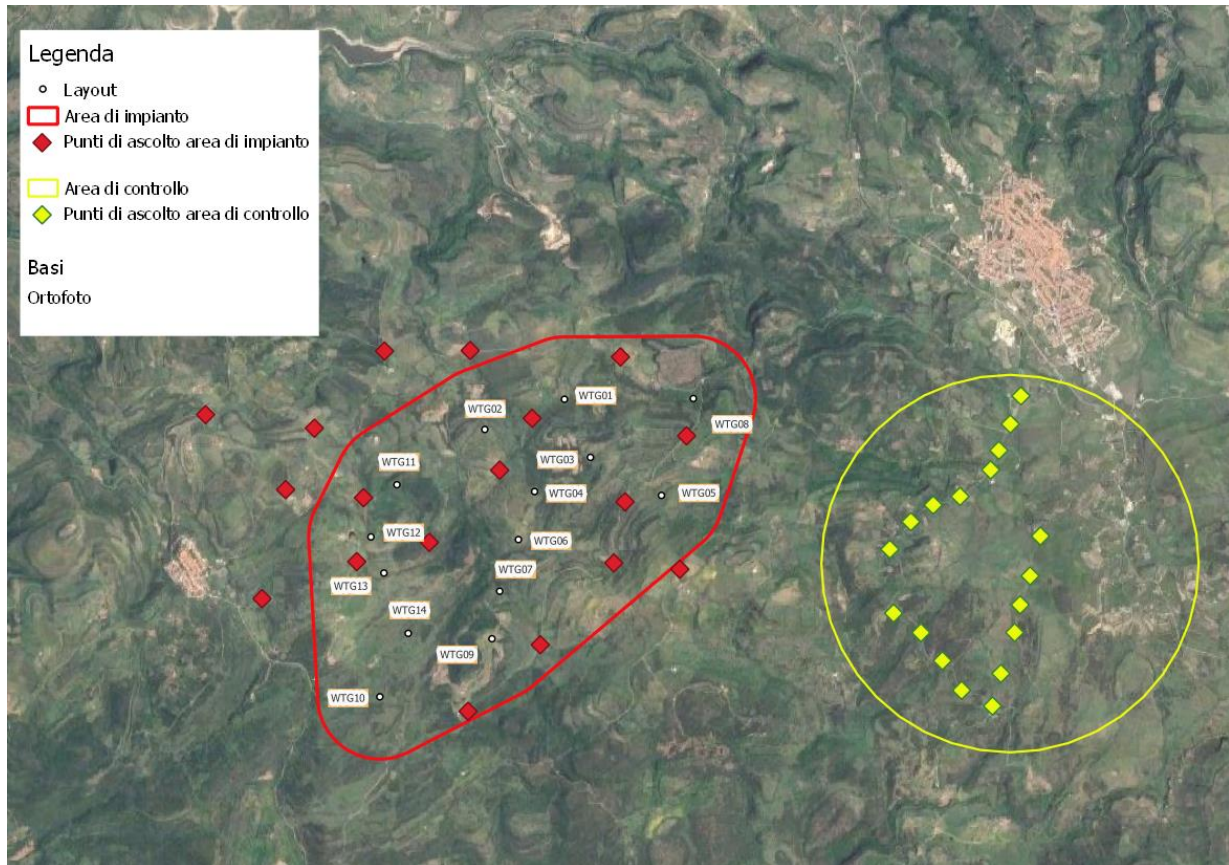 Legenda
Layout
Area di impianto
Punti di ascolto area di impianto
Area di controllo
Punti di ascolto area di controllo
Basi
Ortofoto
WTG01
WTG02
WTG08
WTG03
WTG11
WTG04
WTG05
WTG12
WTG06
WTG07
WTG13
WTG14
WTG09
WTG10